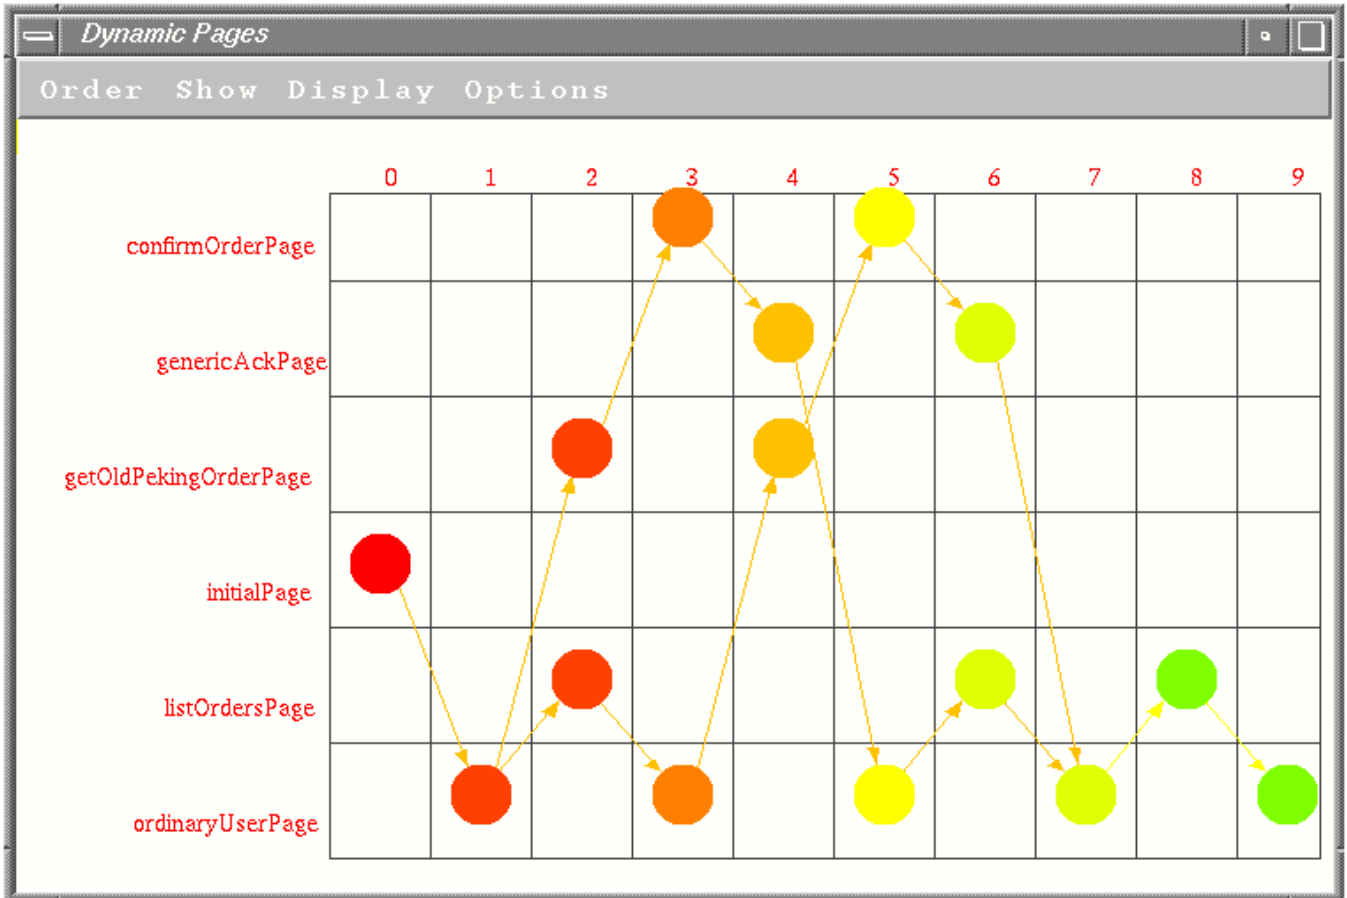 Dynamic Pages
Order Show Display Options
0 1 2 3 4 5 6 7 8 9
confirmOrderPage
genericAckPage
getOldPekingOrderPage
initialPage
listOrdersPage
ordinaryUserPage